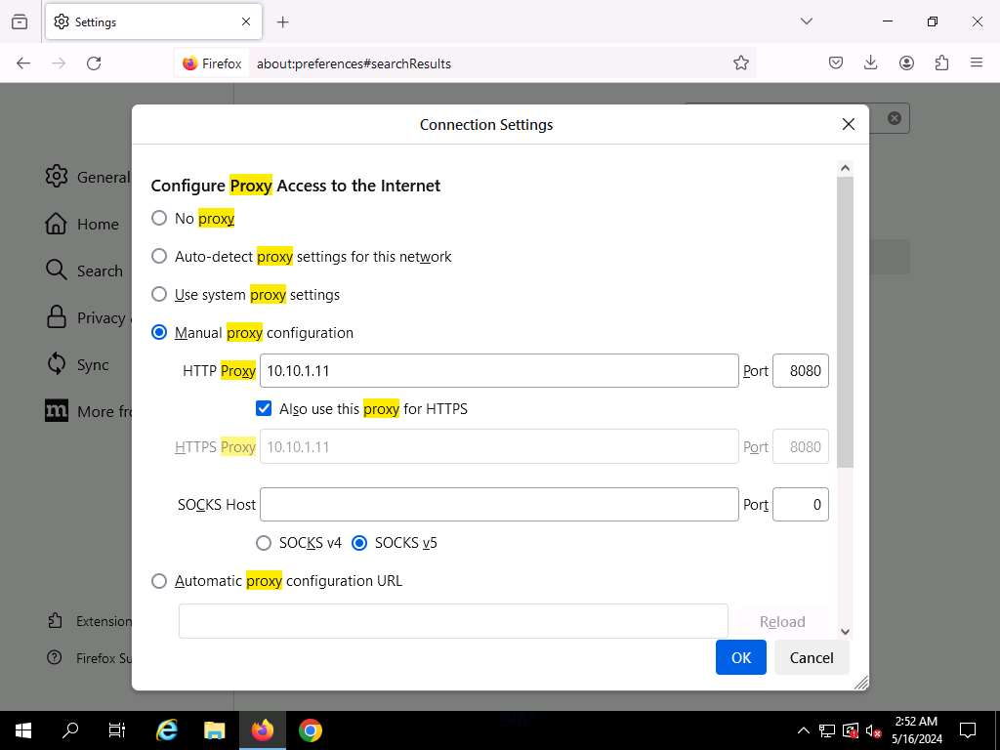 Settings
Firefox about:preferences#searchResults
Connection Settings
Configure Proxy Access to the Internet
No proxy
Auto-detect proxy settings for this network
Use system proxy settings
Manual proxy configuration
HTTP Proxy 10.10.1.11 Port 8080
Also use this proxy for HTTPS
HTTPS Proxy 10.10.1.11 Port 8080
SOCKS Host Port 0
SOCKS v4 SOCKS v5
Automatic proxy configuration URL
Reload
OK Cancel
General
Home
Search
Privacy
Sync
More fr
Extension
Firefox Su
2:52 AM
5/16/2024